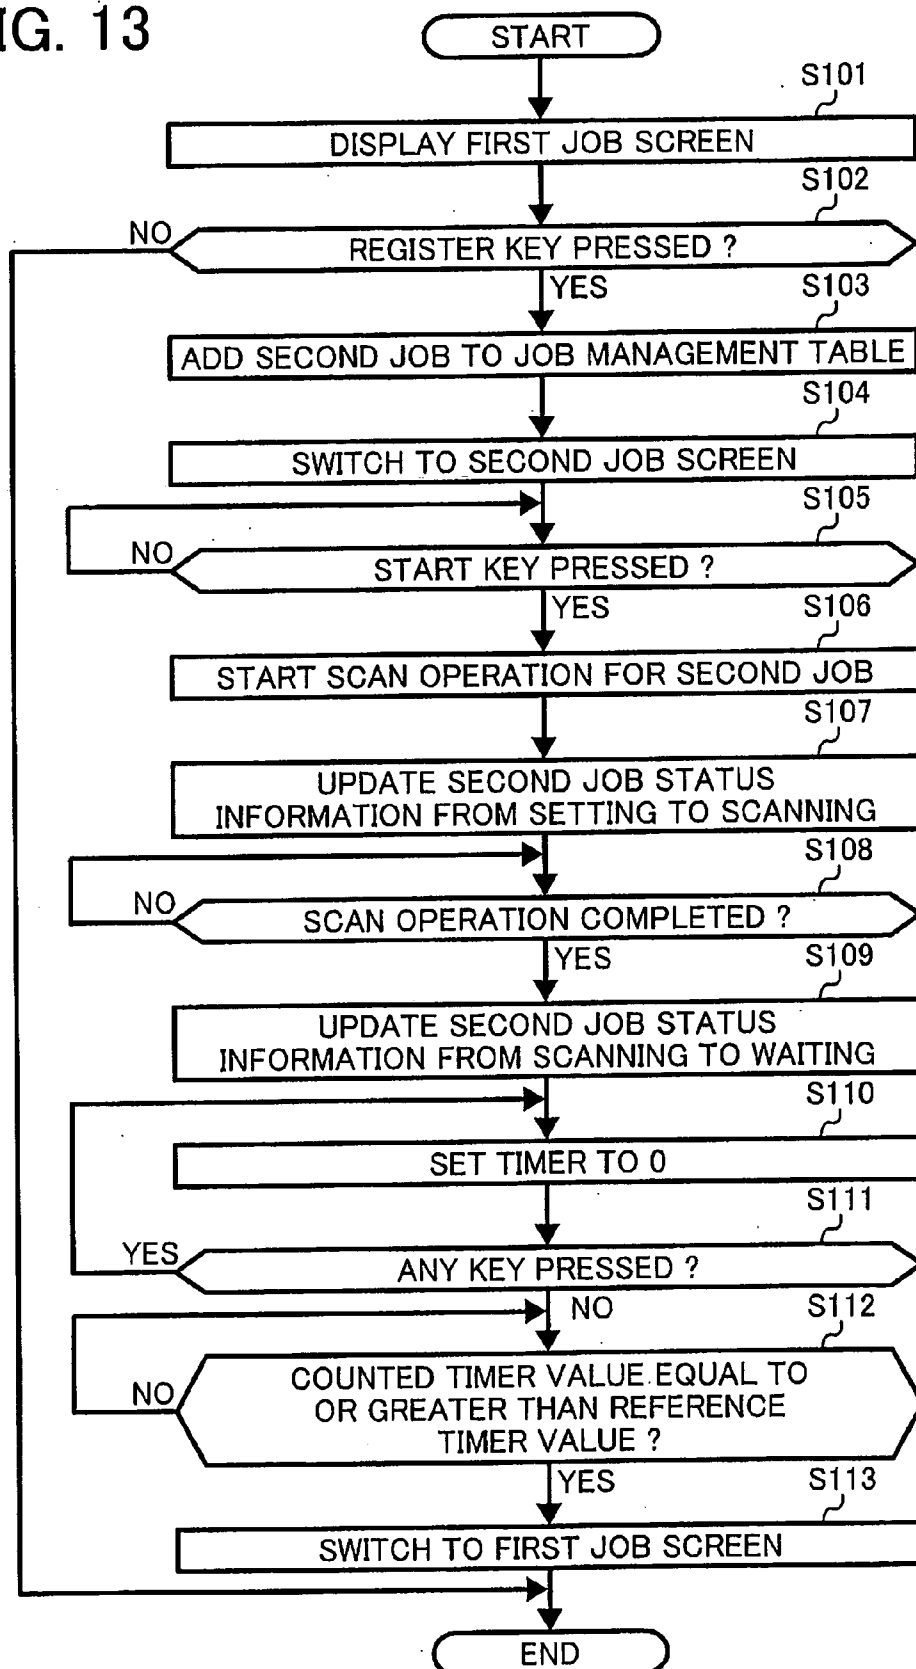 IG. 13
START
S101
DISPLAY FIRST JOB SCREEN
S102
NO
REGISTER KEY PRESSED ?
YES
S103
ADD SECOND JOB TO JOB MANAGEMENT TABLE
S104
SWITCH TO SECOND JOB SCREEN
S105
NO
START KEY PRESSED ?
YES
S106
START SCAN OPERATION FOR SECOND JOB
S107
UPDATE SECOND JOB STATUS
INFORMATION FROM SETTING TO SCANNING
S108
NO
SCAN OPERATION COMPLETED ?
YES
S109
UPDATE SECOND JOB STATUS
INFORMATION FROM SCANNING TO WAITING
S110
SET TIMER TO 0
S111
YES
ANY KEY PRESSED ?
NO
S112
COUNTED TIMER VALUE EQUAL TO
NO
OR GREATER THAN REFERENCE
TIMER VALUE ?
YES
S113
SWITCH TO FIRST JOB SCREEN
END